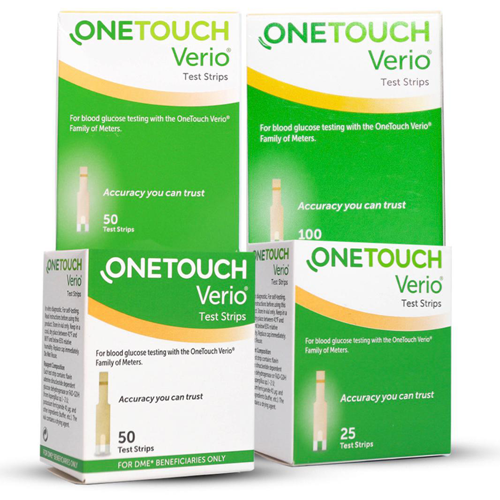 ONETOUCH
Verio®
Test Strips
For blood glucose testing with the OneTouch Verio®
Family of Meters.
Accuracy you can trust
50
Test Strips
ONETOUCH
Verio®
Test Strips
For blood glucose testing with the OneTouch Verio®
Family of Meters.
Accuracy you can trust
100
ONETOUCH
Verio®
Test Strips
For blood glucose testing with the OneTouch Verio®
Family of Meters.
Accuracy you can trust
50
Test Strips
FOR DME® BENEFICIARIES ONLY
ONETOUCH
Verio®
Test Strips
For blood glucose testing with the OneTouch Verio®
Family of Meters.
Accuracy you can trust
25
Test Strips